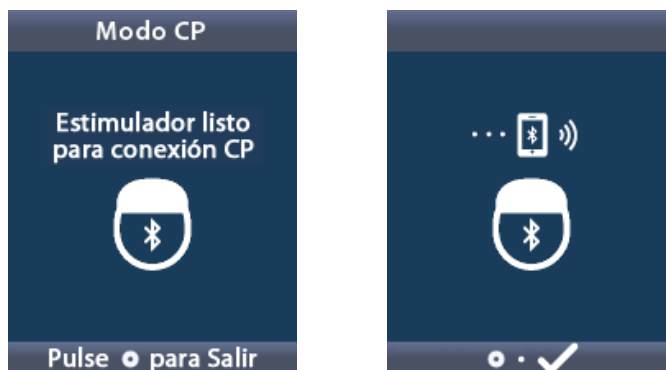 Modo CP
Estimulador listo
para conexión CP
Pulse para Salir